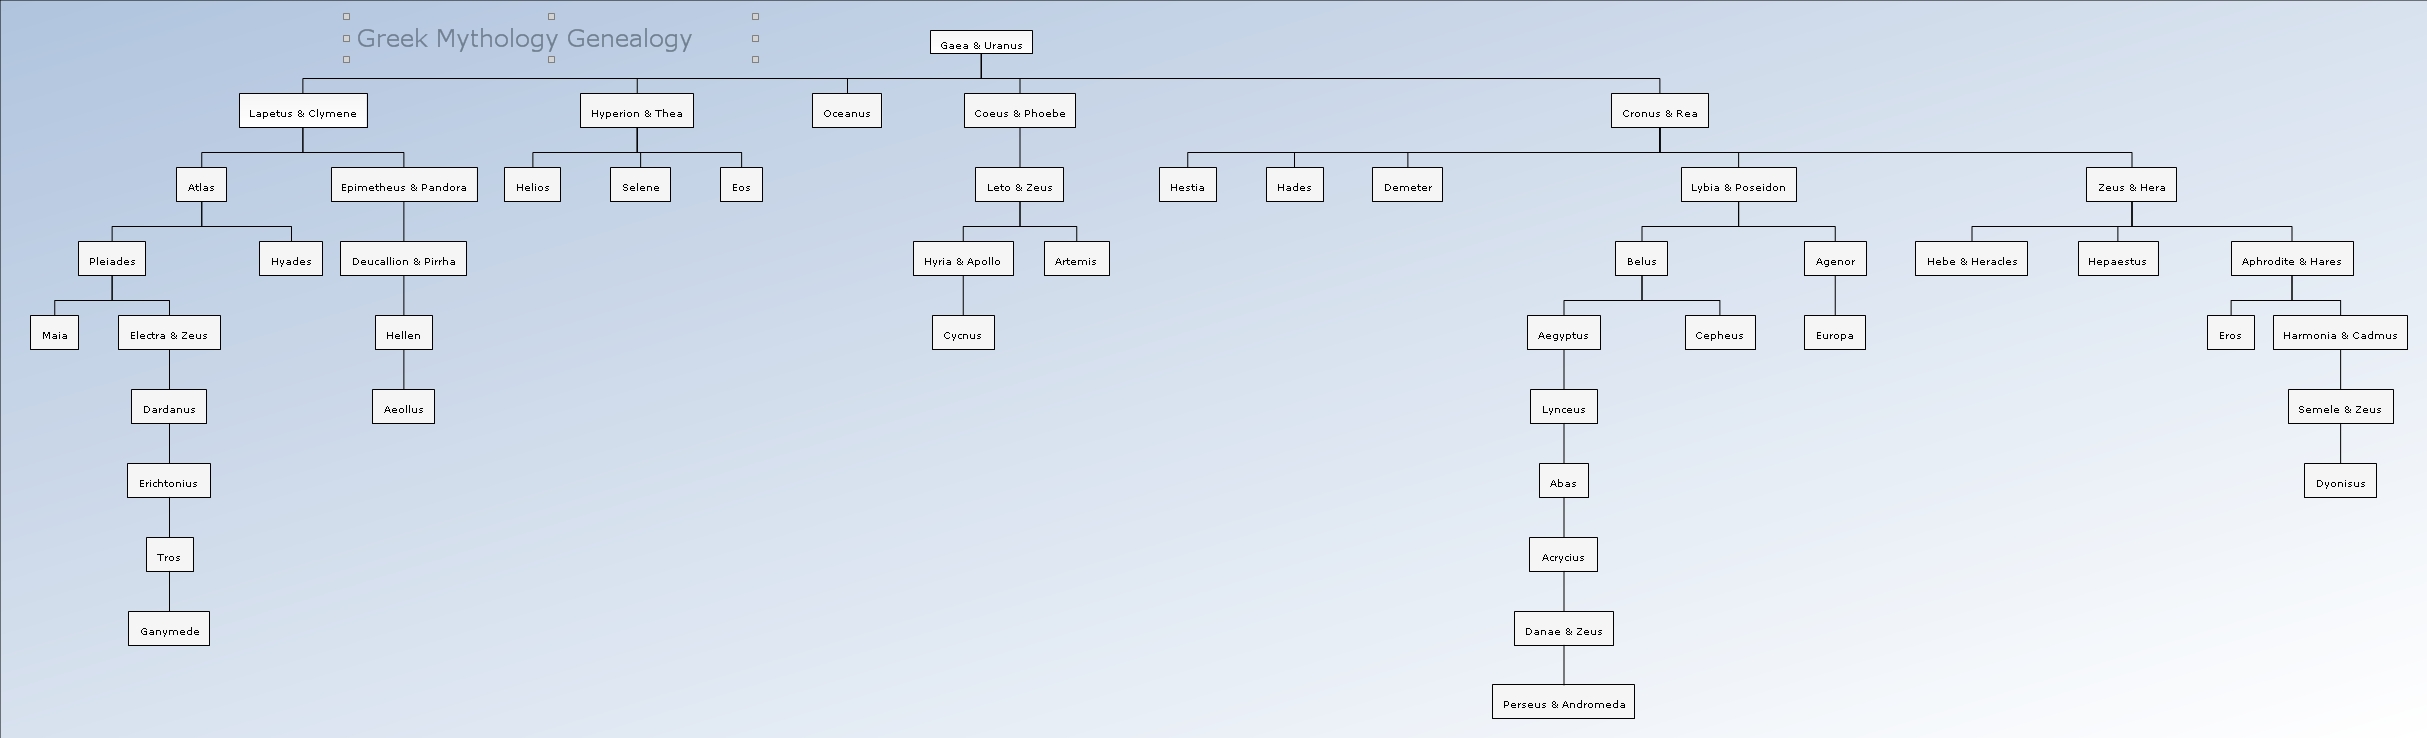 Greek Mythology Genealogy
Gaea & Uranus
Lapetus & Clymene
Hyperion & Thea
Oceanus
Coeus & Phoebe
Cronus & Rea
Atlas
Epimetheus & Pandora
Helios
Selene
Eos
Leto & Zeus
Hestia
Hades
Demeter
Lybia & Poseidon
Zeus & Hera
Pleiades
Hyades
Deucallion & Pirrha
Hyria & Apollo
Artemis
Belus
Agenor
Hebe & Heracles
Hepaestus
Aphrodite & Hares
Maia
Electra & Zeus
Hellen
Cycnus
Aegyptus
Cepheus
Europa
Eros
Harmonia & Cadmus
Dardanus
Aeollus
Lynceus
Semele & Zeus
Erichtonius
Abas
Dyonisus
Tros
Acrycius
Ganymede
Danae & Zeus
Perseus & Andromeda